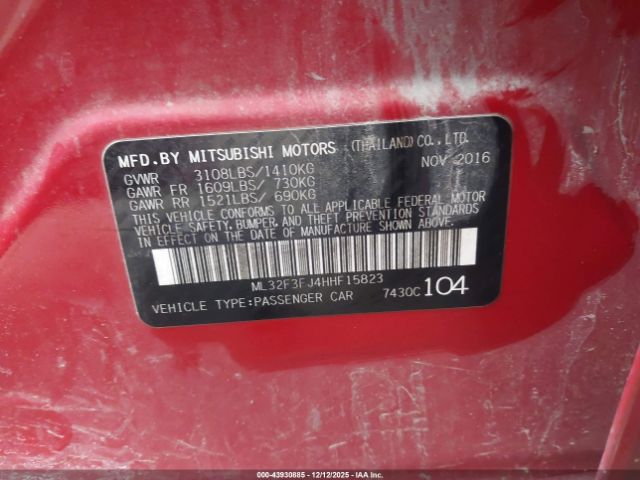 MFD.BY MITSUBISHI MOTORS (THAILAND) CO., LTD.
GVWR 3108LBS/1410KG NOV 2016
GAWR FR 1609LBS/ 730KG
GAWR RR 1521LBS/ 690KG
THIS VEHICLE CONFORMS TO ALL APPLICABLE FEDERAL MOTOR
VEHICLE SAFETY, BUMPER, AND THEFT PREVENTION STANDARDS
IN EFFECT ON THE DATE OF MANUFACTURE SHOWN ABOVE.
ML32F3FJ4HHF15823
VEHICLE TYPE:PASSENGER CAR 7430C 104
000-43930885 - 12/12/2025 - IAAI.COM